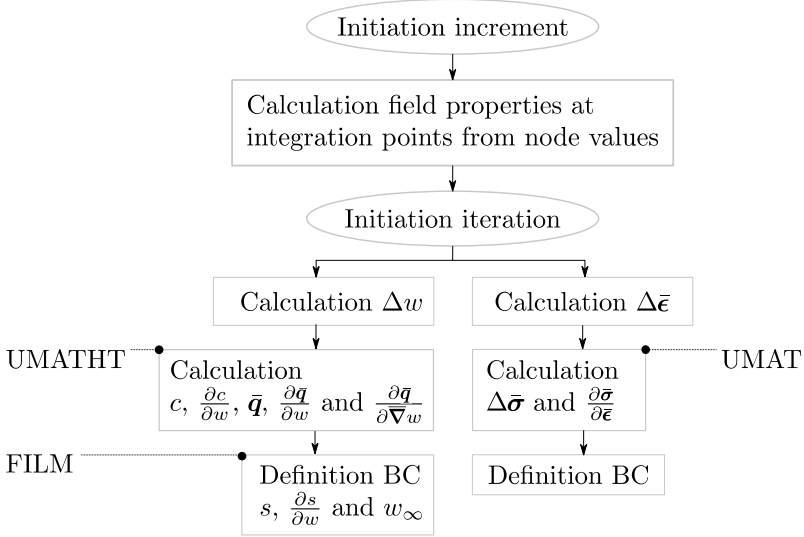 Initiation increment
Calculation field properties at
integration points from node values
Initiation iteration
Calculation Δw
Calculation Δε̄
UMATHT
Calculation
c, ∂c/∂w, q̄, ∂q̄/∂w and ∂q̄/∂∇̄w
Calculation
Δσ̄ and ∂σ̄/∂ε̄
UMAT
FILM
Definition BC
s, ∂s/∂w and w∞
Definition BC